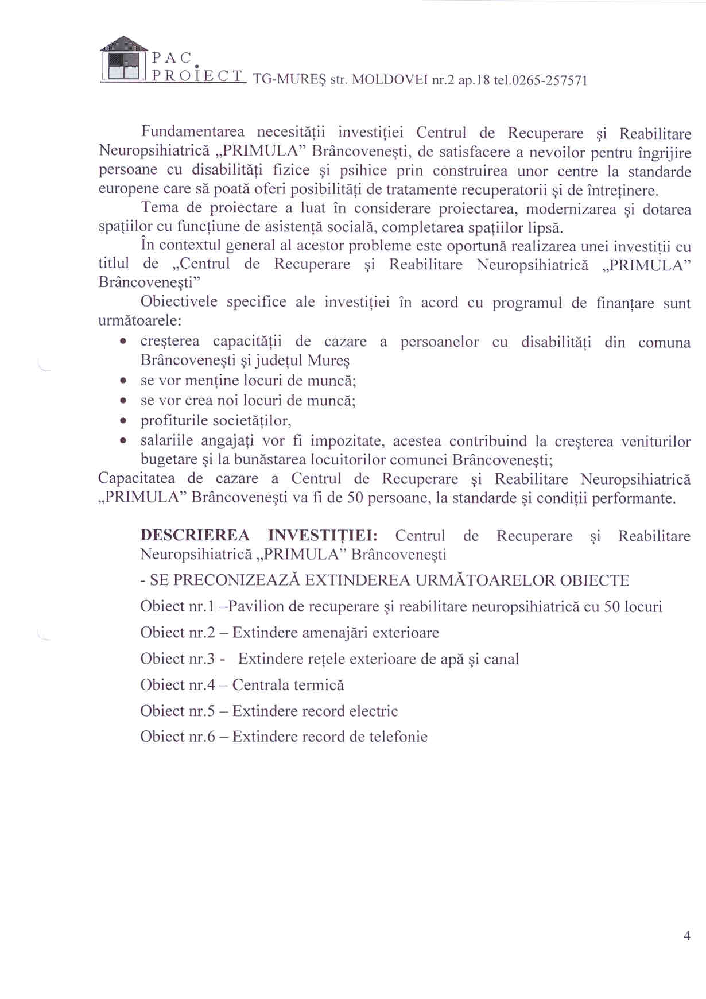 PAC
PROIECT TG-MUREŞ str. MOLDOVEI nr.2 ap.18 tel.0265-257571
Fundamentarea necesităţii investiţiei Centrul de Recuperare şi Reabilitare
Neuropsihiatrică „PRIMULA” Brâncoveneşti, de satisfacere a nevoilor pentru îngrijire
persoane cu disabilităţi fizice şi psihice prin construirea unor centre la standarde
europene care să poată oferi posibilităţi de tratamente recuperatorii şi de întreţinere.
Tema de proiectare a luat în considerare proiectarea, modernizarea şi dotarea
spaţiilor cu funcţiune de asistenţă socială, completarea spaţiilor lipsă.
În contextul general al acestor probleme este oportună realizarea unei investiţii cu
titlul de „Centrul de Recuperare şi Reabilitare Neuropsihiatrică „PRIMULA”
Brâncoveneşti”
Obiectivele specifice ale investiţiei în acord cu programul de finanţare sunt
următoarele:
• creşterea capacităţii de cazare a persoanelor cu disabilităţi din comuna
Brâncoveneşti şi judeţul Mureş
• se vor menţine locuri de muncă;
• se vor crea noi locuri de muncă;
• profiturile societăţilor,
• salariile angajaţi vor fi impozitate, acestea contribuind la creşterea veniturilor
bugetare şi la bunăstarea locuitorilor comunei Brâncoveneşti;
Capacitatea de cazare a Centrul de Recuperare şi Reabilitare Neuropsihiatrică
„PRIMULA” Brâncoveneşti va fi de 50 persoane, la standarde şi condiţii performante.
DESCRIEREA INVESTIŢIEI: Centrul de Recuperare şi Reabilitare
Neuropsihiatrică „PRIMULA” Brâncoveneşti
- SE PRECONIZEAZĂ EXTINDEREA URMĂTOARELOR OBIECTE
Obiect nr.1 –Pavilion de recuperare şi reabilitare neuropsihiatrică cu 50 locuri
Obiect nr.2 – Extindere amenajări exterioare
Obiect nr.3 - Extindere reţele exterioare de apă şi canal
Obiect nr.4 – Centrala termică
Obiect nr.5 – Extindere record electric
Obiect nr.6 – Extindere record de telefonie
4